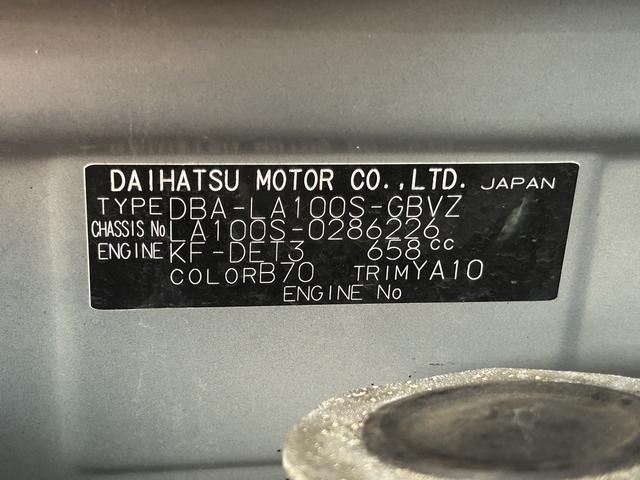 DAIHATSU MOTOR CO.,LTD. JAPAN
TYPE DBA-LA100S-GBVZ
CHASSIS No LA100S-0286226
ENGINE KF-DET3 658cc
COLOR B70 TRIM YA10
ENGINE No